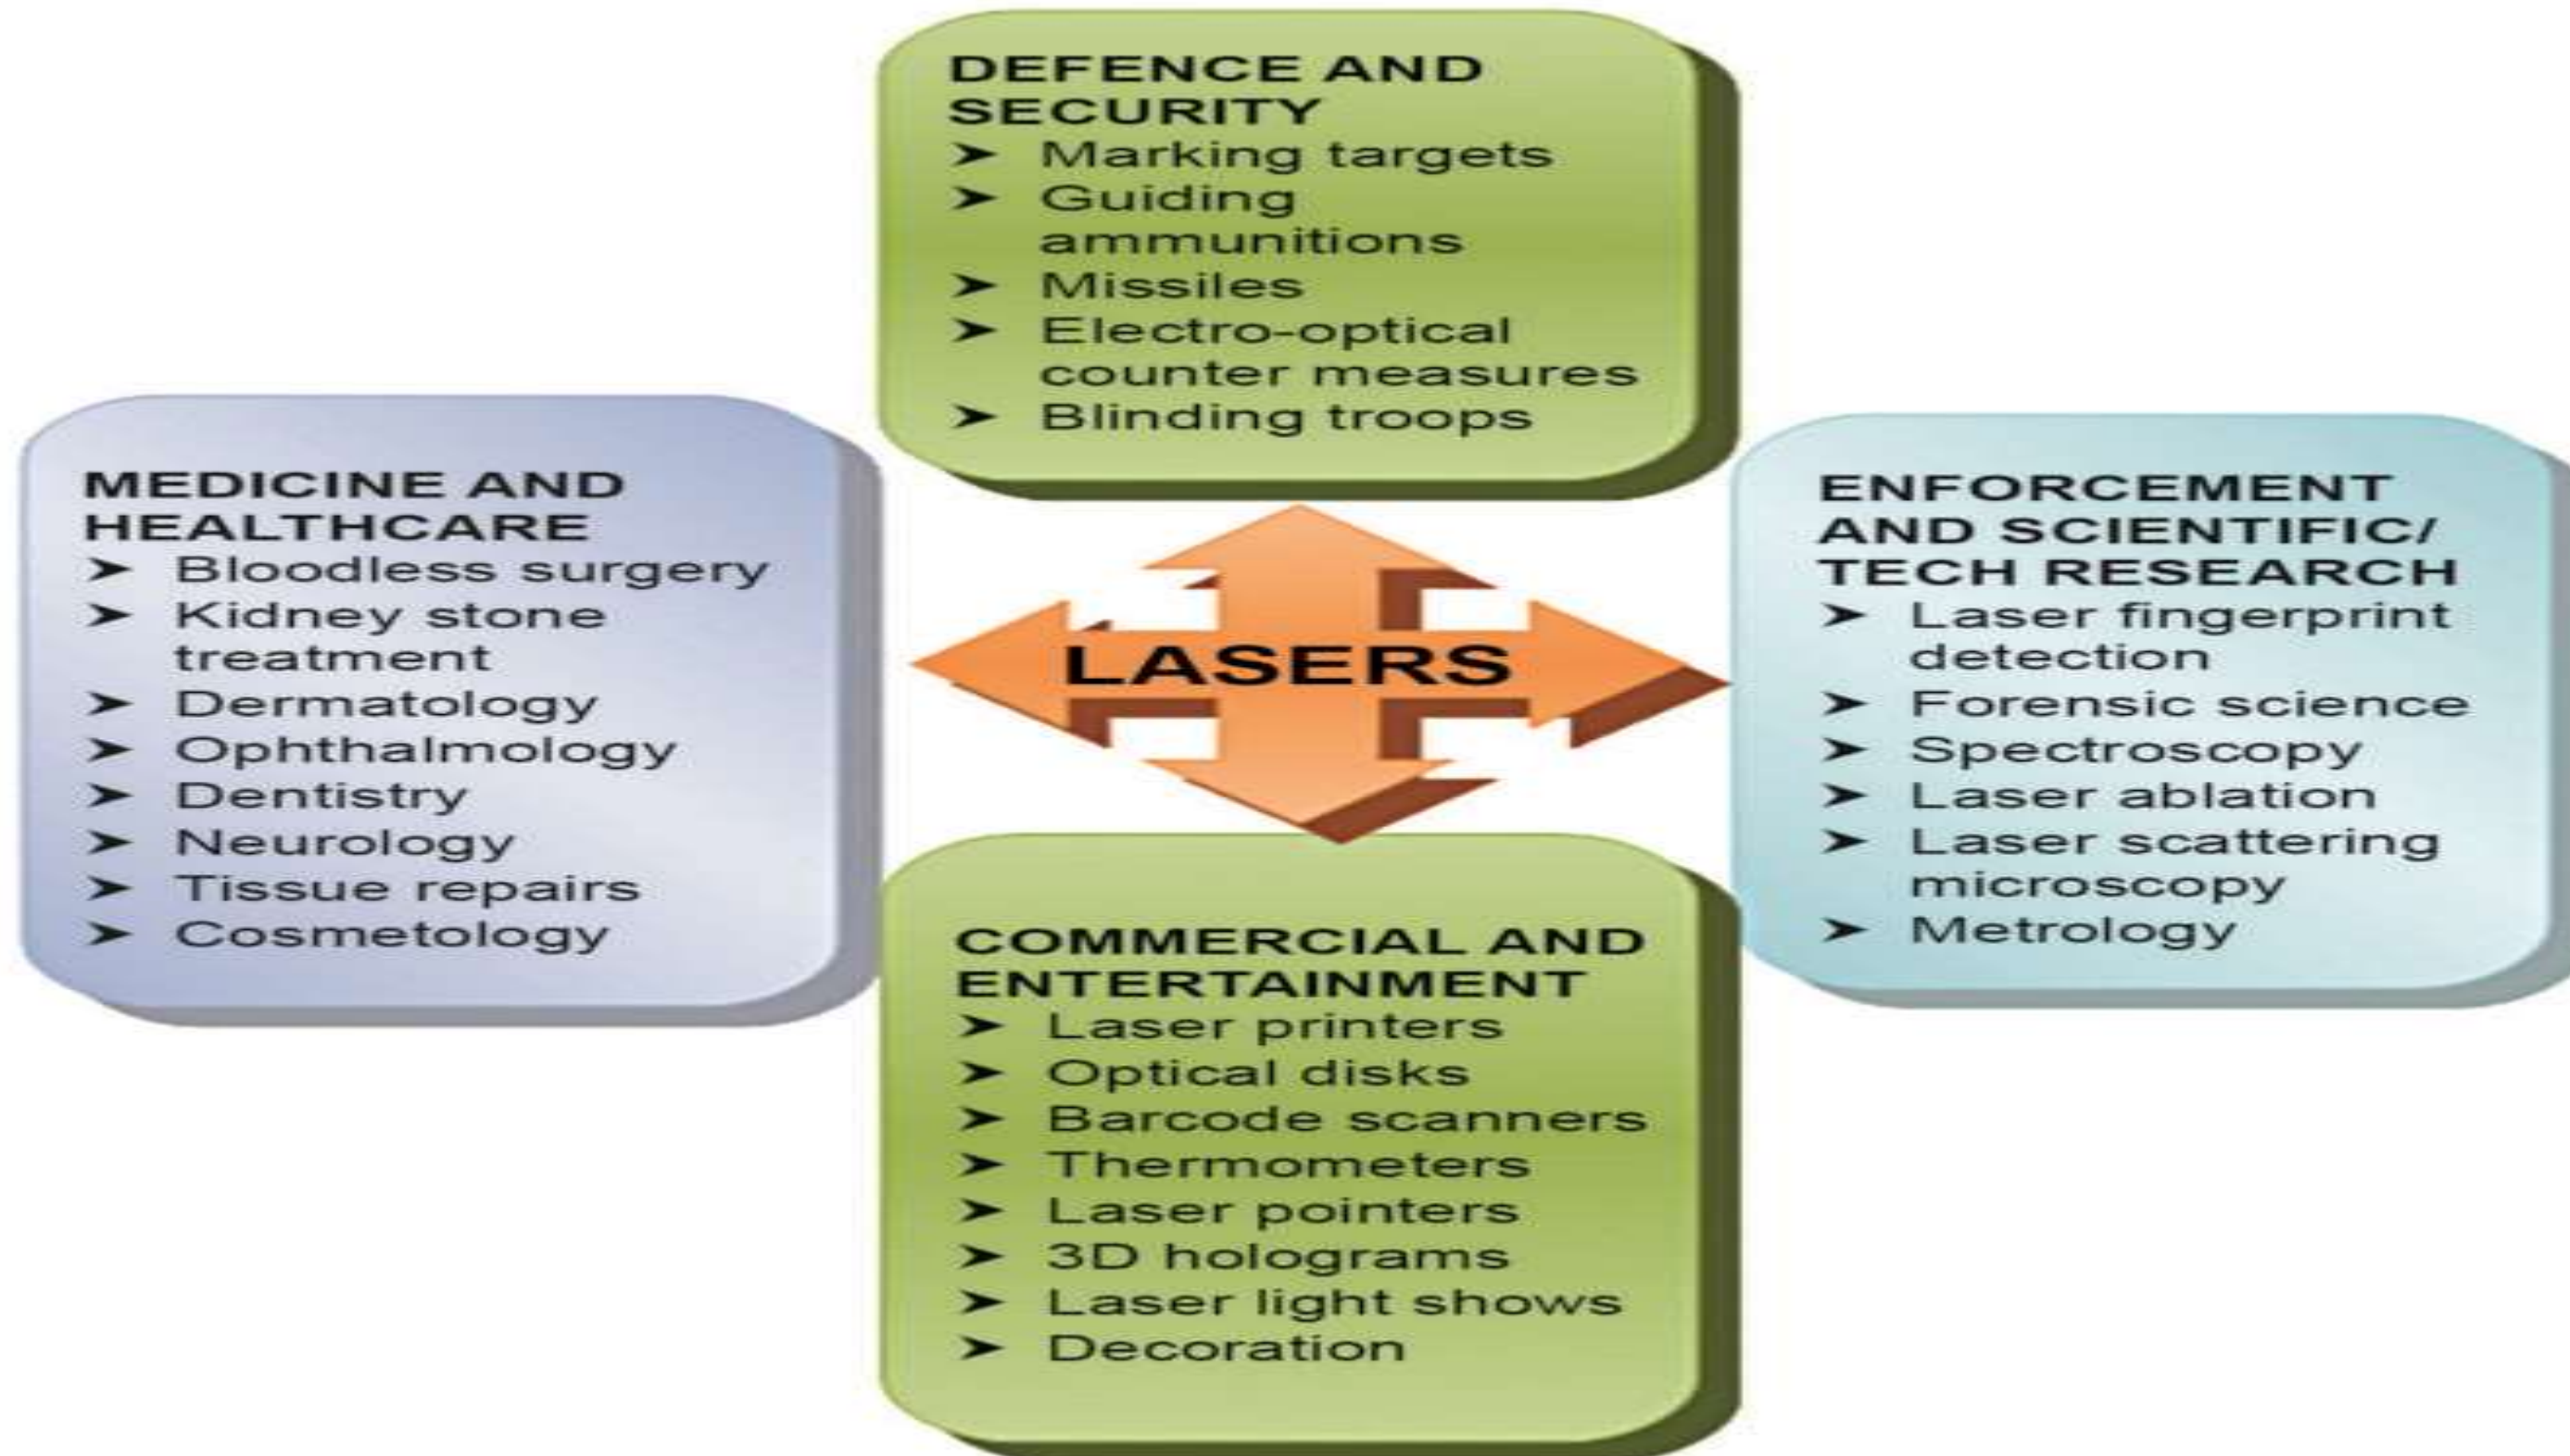 DEFENCE AND
SECURITY
➤ Marking targets
➤ Guiding
ammunitions
➤ Missiles
➤ Electro-optical
counter measures
➤ Blinding troops
MEDICINE AND
HEALTHCARE
➤ Bloodless surgery
➤ Kidney stone
treatment
➤ Dermatology
➤ Ophthalmology
➤ Dentistry
➤ Neurology
➤ Tissue repairs
➤ Cosmetology
LASERS
ENFORCEMENT
AND SCIENTIFIC/
TECH RESEARCH
➤ Laser fingerprint
detection
➤ Forensic science
➤ Spectroscopy
➤ Laser ablation
➤ Laser scattering
microscopy
➤ Metrology
COMMERCIAL AND
ENTERTAINMENT
➤ Laser printers
➤ Optical disks
➤ Barcode scanners
➤ Thermometers
➤ Laser pointers
➤ 3D holograms
➤ Laser light shows
➤ Decoration